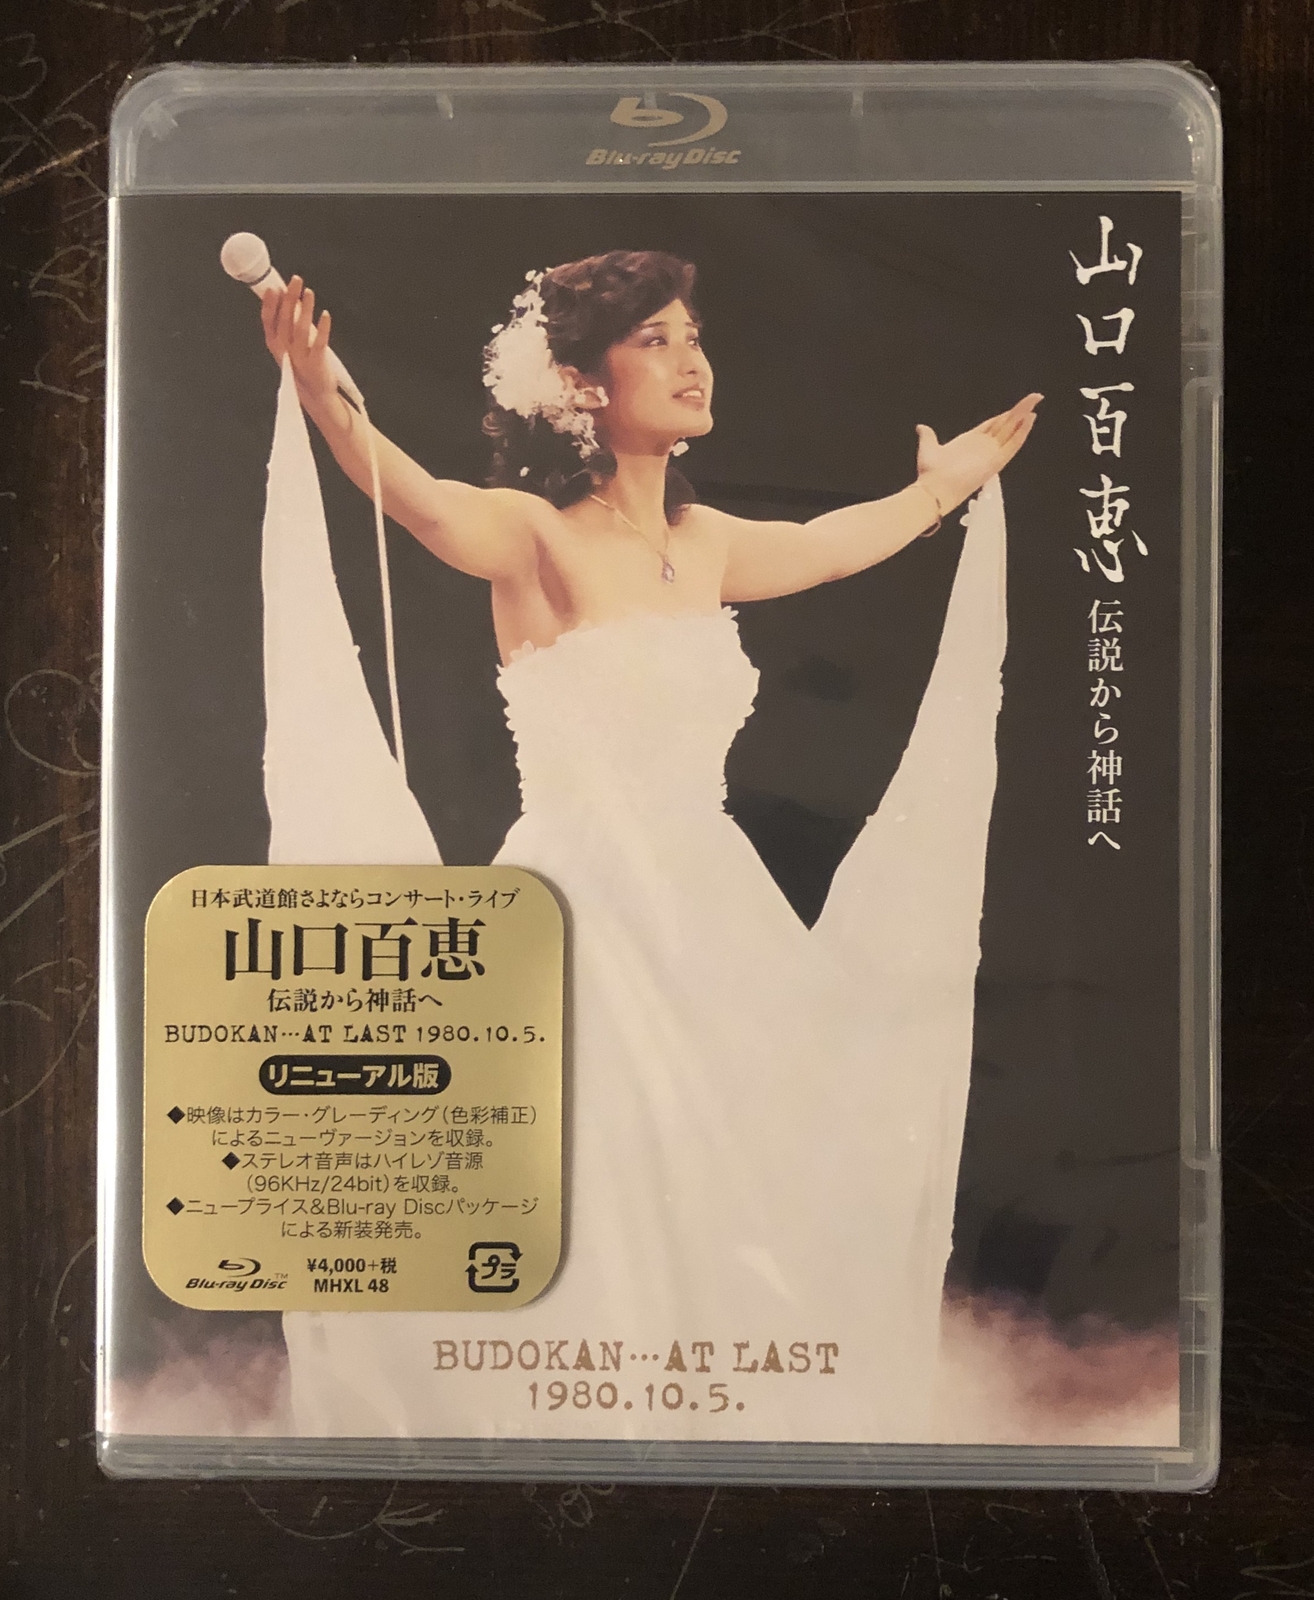 Blu-ray Disc
山口百恵 伝説から神話へ
日本武道館さよならコンサート・ライブ
山口百恵
伝説から神話へ
BUDOKAN…AT LAST 1980.10.5.
リニューアル版
◆映像はカラー・グレーディング(色彩補正)
によるニューヴァージョンを収録。
◆ステレオ音声はハイレゾ音源
(96KHz/24bit)を収録。
◆ニュープライス&Blu-ray Discパッケージ
による新装発売。
Blu-ray Disc™
¥4,000+税
MHXL 48
プラ
BUDOKAN…AT LAST
1980.10.5.